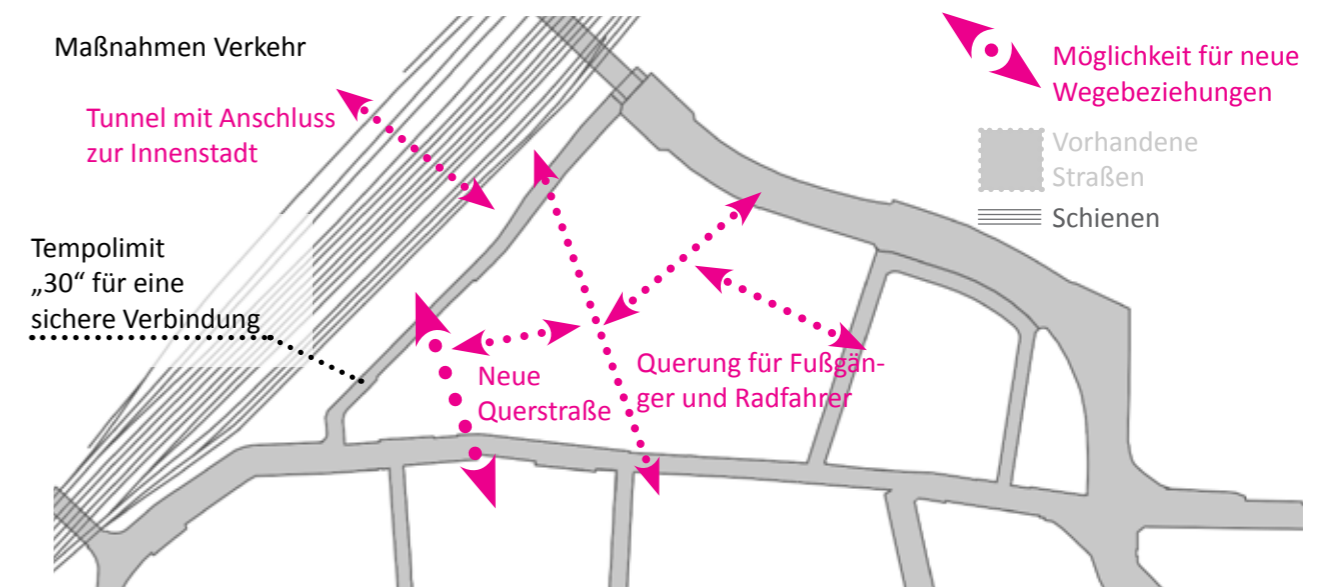 Maßnahmen Verkehr
Tunnel mit Anschluss
zur Innenstadt
Tempolimit
„30“ für eine
sichere Verbindung
Neue
Querstraße
Querung für Fußgän-
ger und Radfahrer
Möglichkeit für neue
Wegebeziehungen
Vorhandene
Straßen
Schienen